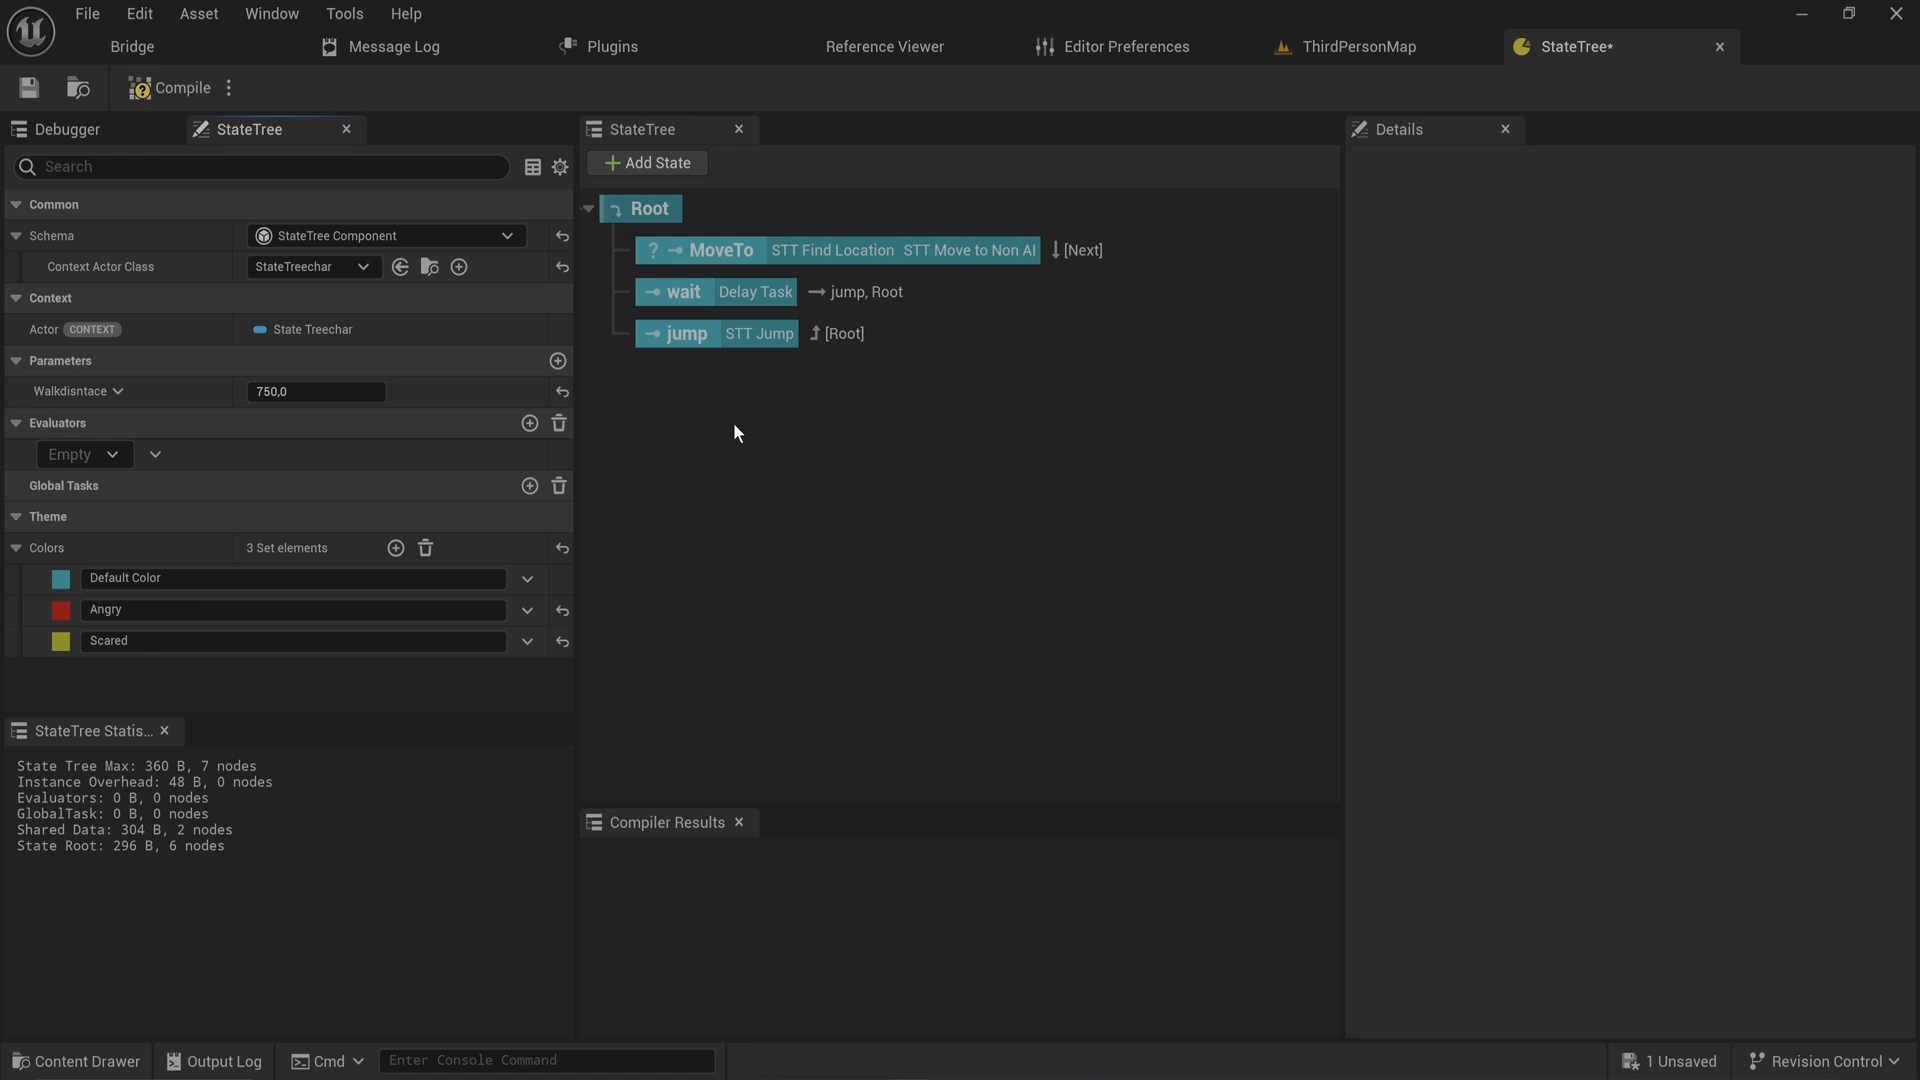 File Edit Asset Window Tools Help
Bridge Message Log Plugins Reference Viewer Editor Preferences ThirdPersonMap StateTree*
Compile
Debugger StateTree
Search
Common
Schema StateTree Component
Context Actor Class StateTreechar
Context
Actor CONTEXT State Treechar
Parameters
Walkdisntace 750,0
Evaluators
Empty
Global Tasks
Theme
Colors 3 Set elements
Default Color
Angry
Scared
StateTree Statis...
State Tree Max: 360 B, 7 nodes
Instance Overhead: 48 B, 0 nodes
Evaluators: 0 B, 0 nodes
GlobalTask: 0 B, 0 nodes
Shared Data: 304 B, 2 nodes
State Root: 296 B, 6 nodes
StateTree
Add State
Root
? MoveTo STT Find Location STT Move to Non AI [Next]
wait Delay Task jump, Root
jump STT Jump [Root]
Compiler Results
Details
Content Drawer Output Log Cmd Enter Console Command 1 Unsaved Revision Control